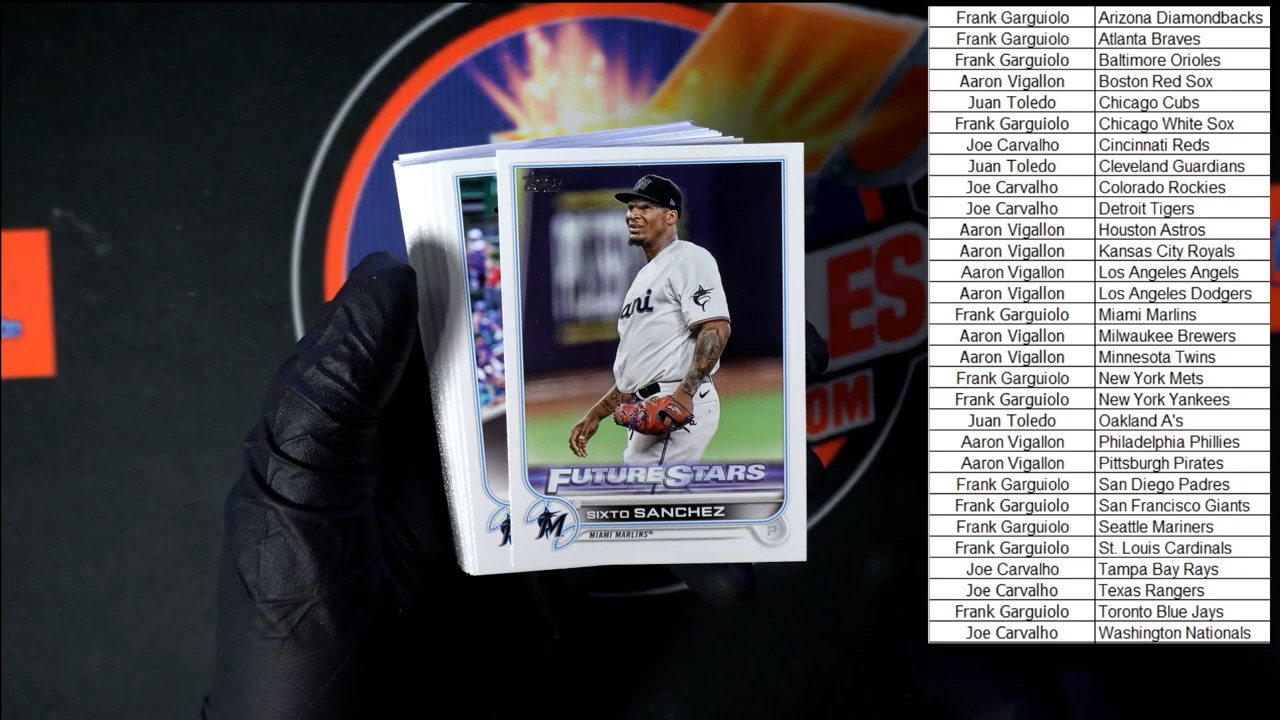 Topps
ani
FUTURE STARS
SIXTO SANCHEZ
M
MIAMI MARLINS
P
ES
OM
Frank Garguiolo Arizona Diamondbacks
Frank Garguiolo Atlanta Braves
Frank Garguiolo Baltimore Orioles
Aaron Vigallon Boston Red Sox
Juan Toledo Chicago Cubs
Frank Garguiolo Chicago White Sox
Joe Carvalho Cincinnati Reds
Juan Toledo Cleveland Guardians
Joe Carvalho Colorado Rockies
Joe Carvalho Detroit Tigers
Aaron Vigallon Houston Astros
Aaron Vigallon Kansas City Royals
Aaron Vigallon Los Angeles Angels
Aaron Vigallon Los Angeles Dodgers
Frank Garguiolo Miami Marlins
Aaron Vigallon Milwaukee Brewers
Aaron Vigallon Minnesota Twins
Frank Garguiolo New York Mets
Frank Garguiolo New York Yankees
Juan Toledo Oakland A's
Aaron Vigallon Philadelphia Phillies
Aaron Vigallon Pittsburgh Pirates
Frank Garguiolo San Diego Padres
Frank Garguiolo San Francisco Giants
Frank Garguiolo Seattle Mariners
Frank Garguiolo St. Louis Cardinals
Joe Carvalho Tampa Bay Rays
Joe Carvalho Texas Rangers
Frank Garguiolo Toronto Blue Jays
Joe Carvalho Washington Nationals